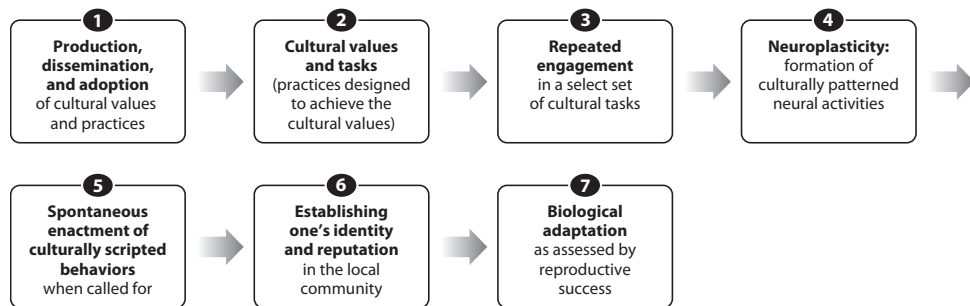 1
Production,
dissemination,
and adoption
of cultural values
and practices
2
Cultural values
and tasks
(practices designed
to achieve the
cultural values)
3
Repeated
engagement
in a select set
of cultural tasks
4
Neuroplasticity:
formation of
culturally patterned
neural activities
5
Spontaneous
enactment of
culturally scripted
behaviors
when called for
6
Establishing
one's identity
and reputation
in the local
community
7
Biological
adaptation
as assessed by
reproductive
success